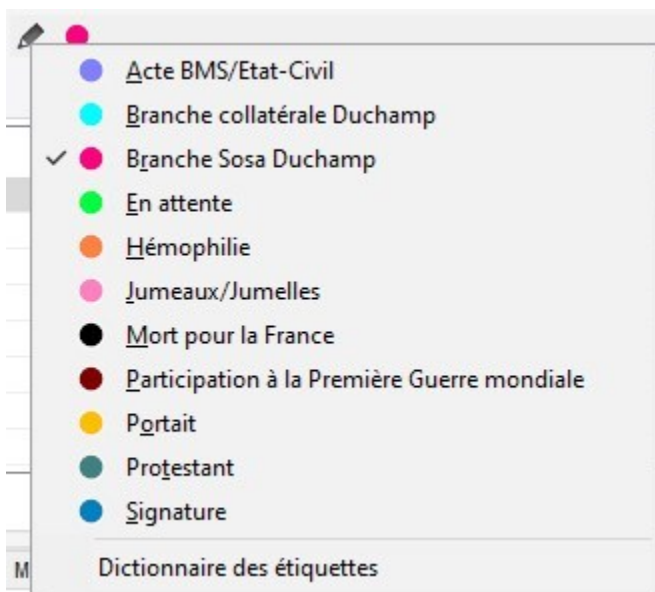 Acte BMS/Etat-Civil
Branche collatérale Duchamp
Branche Sosa Duchamp
En attente
Hémophilie
Jumeaux/Jumelles
Mort pour la France
Participation à la Première Guerre mondiale
Portait
Protestant
Signature
Dictionnaire des étiquettes
M